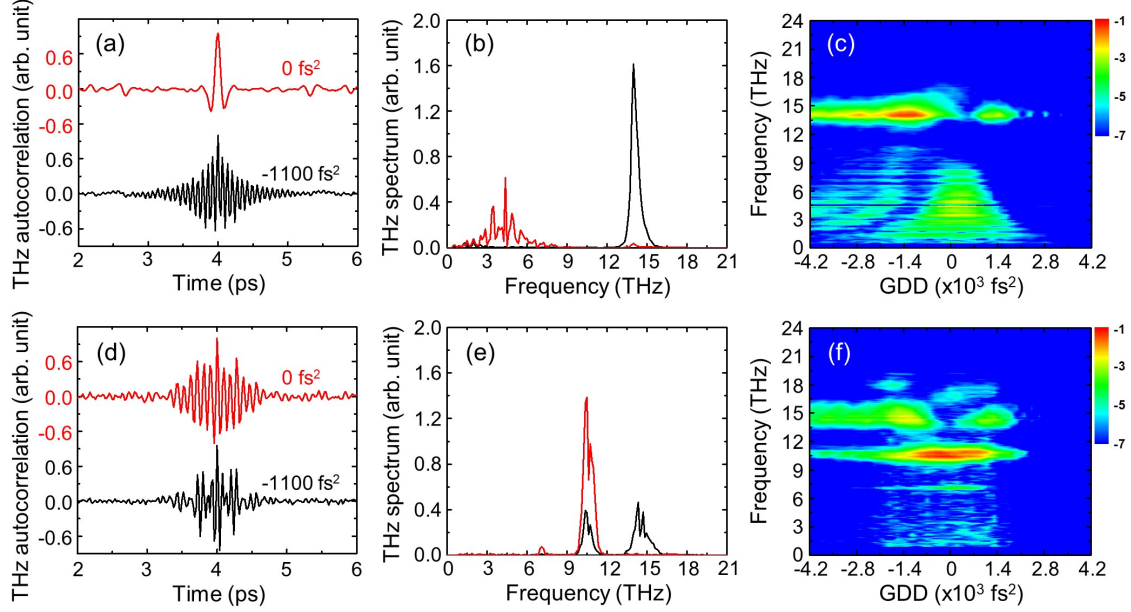 (a)
THz autocorrelation (arb. unit)
0.6
0.0
-0.6
0.6
0.0
-0.6
0 fs²
-1100 fs²
2 3 4 5 6
Time (ps)
(b)
THz spectrum (arb. unit)
2.0
1.6
1.2
0.8
0.4
0.0
0 3 6 9 12 15 18 21
Frequency (THz)
(c)
Frequency (THz)
24
21
18
15
12
9
6
3
0
-4.2 -2.8 -1.4 0 1.4 2.8 4.2
GDD (x10³ fs²)
-1
-3
-5
-7
(d)
THz autocorrelation (arb. unit)
0.6
0.0
-0.6
0.6
0.0
-0.6
0 fs²
-1100 fs²
2 3 4 5 6
Time (ps)
(e)
THz spectrum (arb. unit)
2.0
1.6
1.2
0.8
0.4
0.0
0 3 6 9 12 15 18 21
Frequency (THz)
(f)
Frequency (THz)
24
21
18
15
12
9
6
3
0
-4.2 -2.8 -1.4 0 1.4 2.8 4.2
GDD (x10³ fs²)
-1
-3
-5
-7